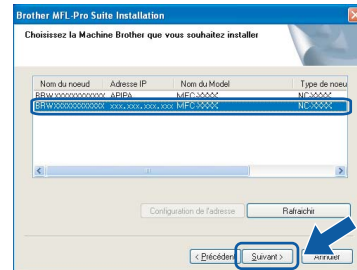 Brother MFL-Pro Suite Installation
Choisissez la Machine Brother que vous souhaitez installer
Nom du noeud Adresse IP Nom du Model Type de noeu
BRWXXXXXXXXXXXX APIPA MFC-XXXX NC-XXXX
BRWXXXXXXXXXXXX xxx.xxx.xxx.xxx MFC-XXXX NC-XXXX
Configuration de l'adresse Rafraichir
< Précéden Suivant > Annuler